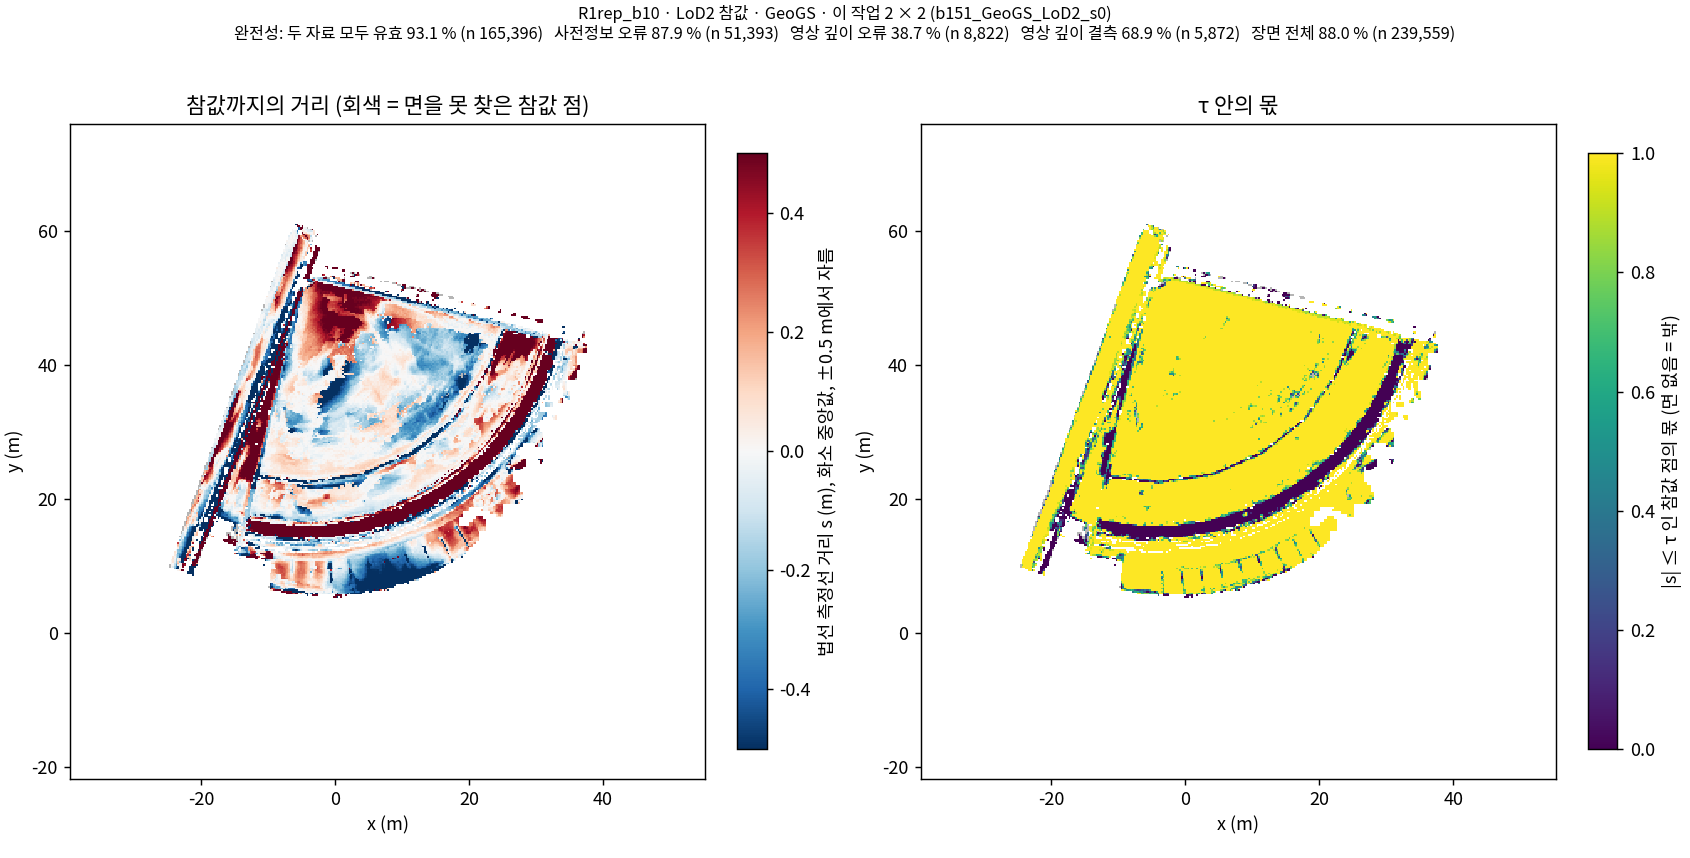 R1rep_b10 · LoD2 참값 · GeoGS · 이 작업 2 × 2 (b151_GeoGS_LoD2_s0)
완전성: 두 자료 모두 유효 93.1 % (n 165,396)   사전정보 오류 87.9 % (n 51,393)   영상 깊이 오류 38.7 % (n 8,822)   영상 깊이 결측 68.9 % (n 5,872)   장면 전체 88.0 % (n 239,559)
참값까지의 거리 (회색 = 면을 못 찾은 참값 점)
60
40
20
0
-20
y (m)
-20
0
20
40
x (m)
0.4
0.2
0.0
-0.2
-0.4
법선 측정선 거리 s (m), 화소 중앙값, ±0.5 m에서 자름
τ 안의 몫
60
40
20
0
-20
y (m)
-20
0
20
40
x (m)
1.0
0.8
0.6
0.4
0.2
0.0
|s| ≤ τ 인 참값 점의 몫 (면 없음 = 밖)